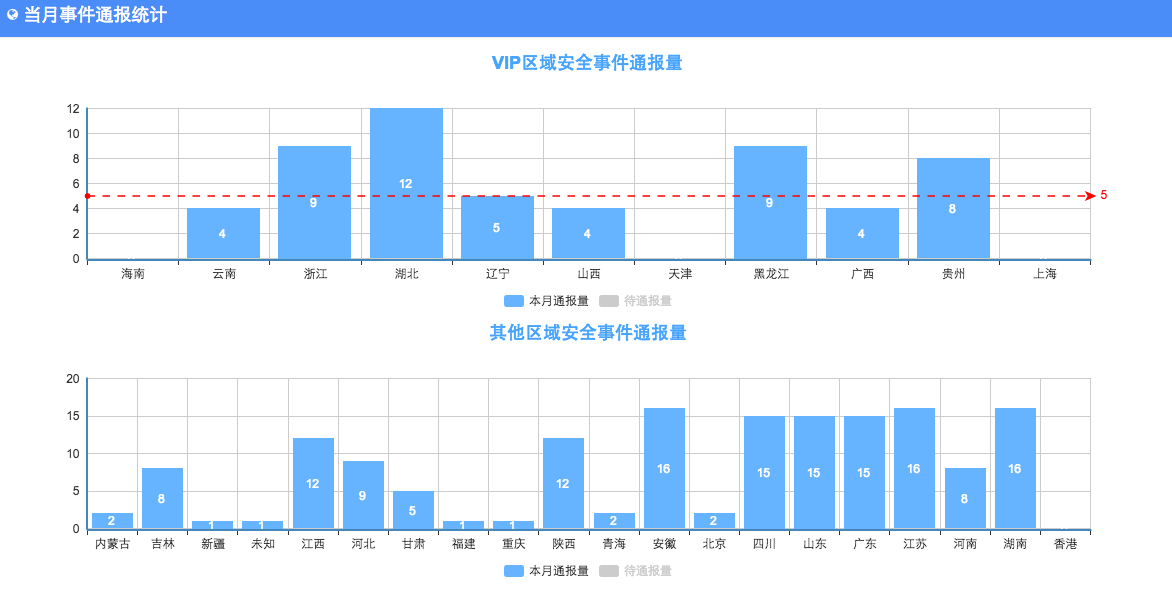 当月事件通报统计
VIP区域安全事件通报量
12
10
8
6
4
2
0
4
9
12
5
4
9
4
8
5
海南 云南 浙江 湖北 辽宁 山西 天津 黑龙江 广西 贵州 上海
本月通报量 待通报量
其他区域安全事件通报量
20
15
10
5
0
2 8 1 1 12 9 5 1 1 12 2 16 2 15 15 15 16 8 16
内蒙古 吉林 新疆 未知 江西 河北 甘肃 福建 重庆 陕西 青海 安徽 北京 四川 山东 广东 江苏 河南 湖南 香港
本月通报量 待通报量